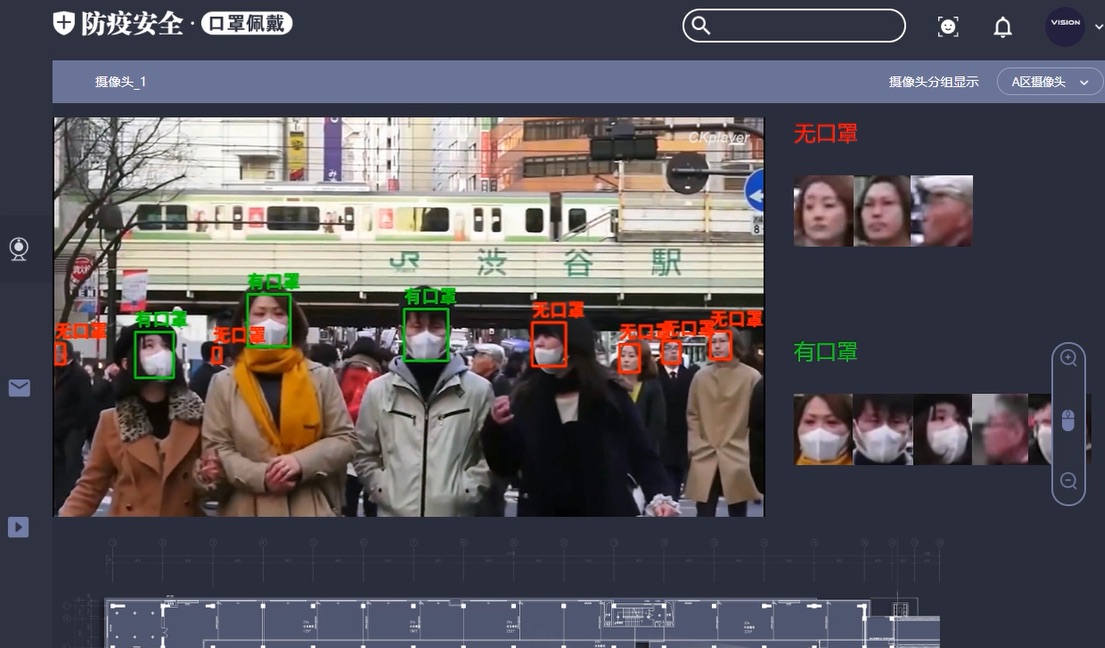 防疫安全·口罩佩戴
VISION
摄像头_1
摄像头分组显示
A区摄像头
CKplayer
JR
渋谷駅
有口罩
有口罩
无口罩
有口罩
无口罩
无口罩
无口罩
无口罩
无口罩
无口罩
有口罩